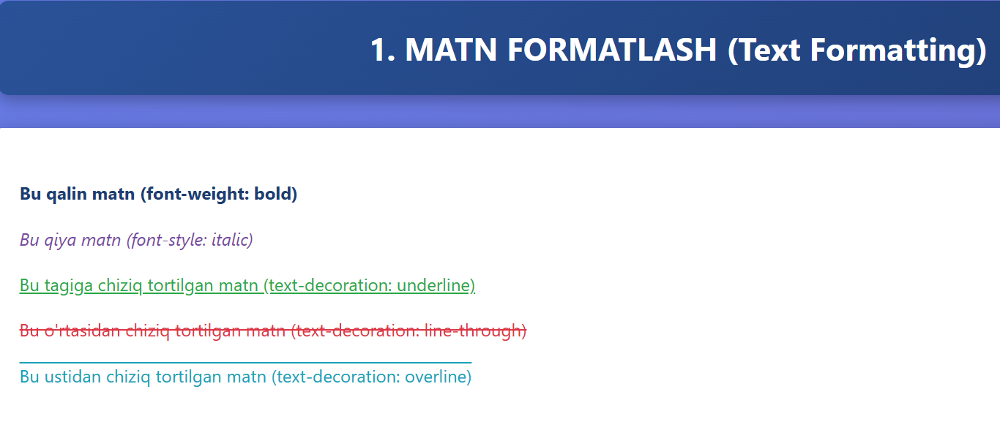 1. MATN FORMATLASH (Text Formatting)
Bu qalin matn (font-weight: bold)
Bu qiya matn (font-style: italic)
Bu tagiga chiziq tortilgan matn (text-decoration: underline)
Bu o'rtasidan chiziq tortilgan matn (text-decoration: line-through)
Bu ustidan chiziq tortilgan matn (text-decoration: overline)